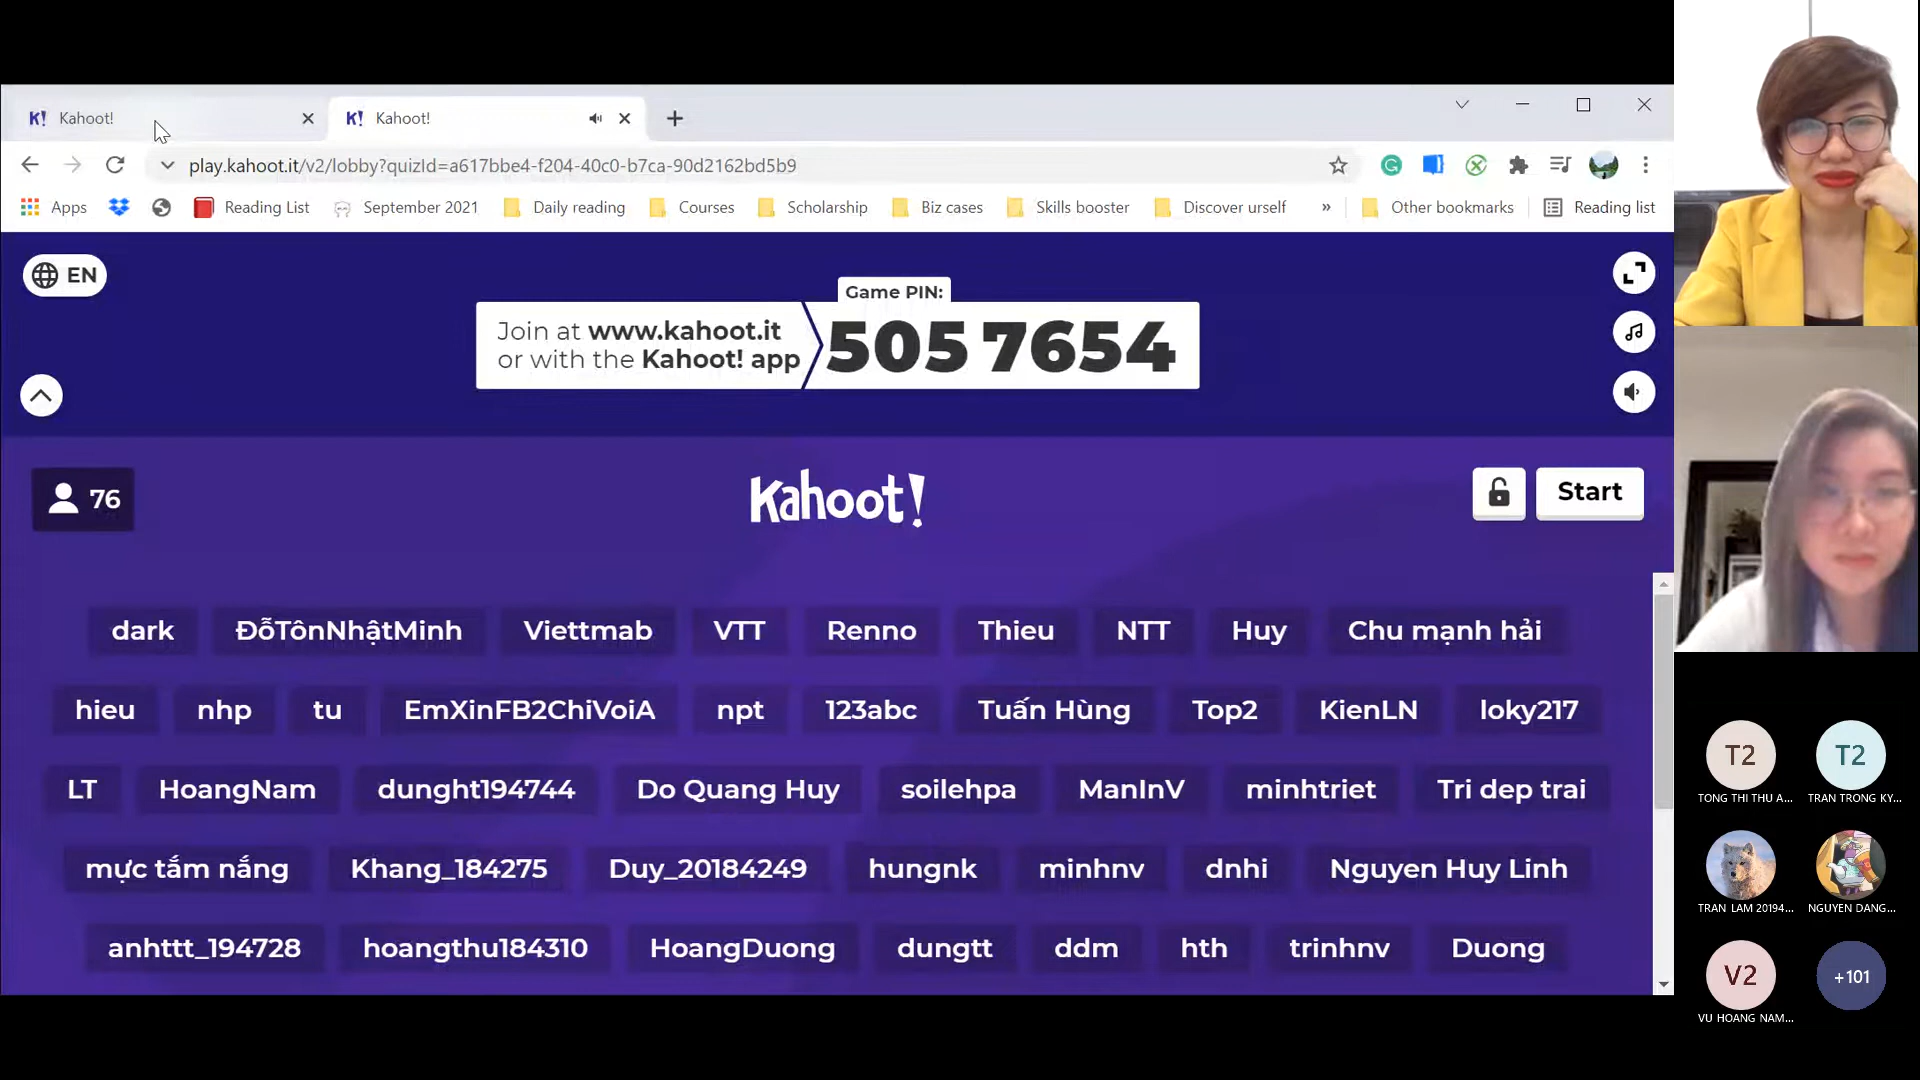 Kahoot!
Kahoot!
play.kahoot.it/v2/lobby?quizId=a617bbe4-f204-40c0-b7ca-90d2162bd5b9
Apps Reading List September 2021 Daily reading Courses Scholarship Biz cases Skills booster Discover urself » Other bookmarks Reading list
EN
Game PIN:
Join at www.kahoot.it
or with the Kahoot! app
505 7654
76
Kahoot!
Start
dark ĐỗTônNhậtMinh Viettmab VTT Renno Thieu NTT Huy Chu mạnh hải
hieu nhp tu EmXinFB2ChiVoiA npt 123abc Tuấn Hùng Top2 KienLN loky217
LT HoangNam dunght194744 Do Quang Huy soilehpa ManInV minhtriet Tri dep trai
mực tắm nắng Khang_184275 Duy_20184249 hungnk minhnv dnhi Nguyen Huy Linh
anhttt_194728 hoangthu184310 HoangDuong dungtt ddm hth trinhnv Duong
T2 T2
TONG THI THU A... TRAN TRONG KY...
TRAN LAM 20194... NGUYEN DANG...
V2 +101
VU HOANG NAM...